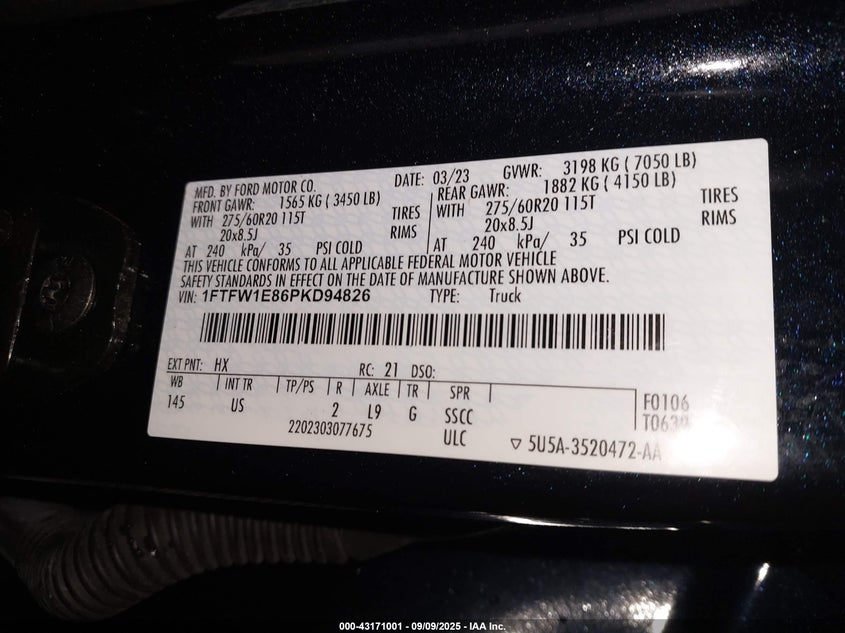 MFD. BY FORD MOTOR CO. DATE: 03/23 GVWR: 3198 KG ( 7050 LB)
FRONT GAWR: 1565 KG ( 3450 LB) REAR GAWR: 1882 KG ( 4150 LB)
WITH 275/60R20 115T TIRES WITH 275/60R20 115T TIRES
20x8.5J RIMS 20x8.5J RIMS
AT 240 kPa/ 35 PSI COLD AT 240 kPa/ 35 PSI COLD
THIS VEHICLE CONFORMS TO ALL APPLICABLE FEDERAL MOTOR VEHICLE
SAFETY STANDARDS IN EFFECT ON THE DATE OF MANUFACTURE SHOWN ABOVE.
VIN: 1FTFW1E86PKD94826 TYPE: Truck
EXT PNT: HX RC: 21 DSO:
WB INT TR TP/PS R AXLE TR SPR F0106
145 US 2 L9 G SSCC
2202303077675 ULC 5U5A-3520472-AA
000-43171001 - 09/09/2025 - IAA Inc.